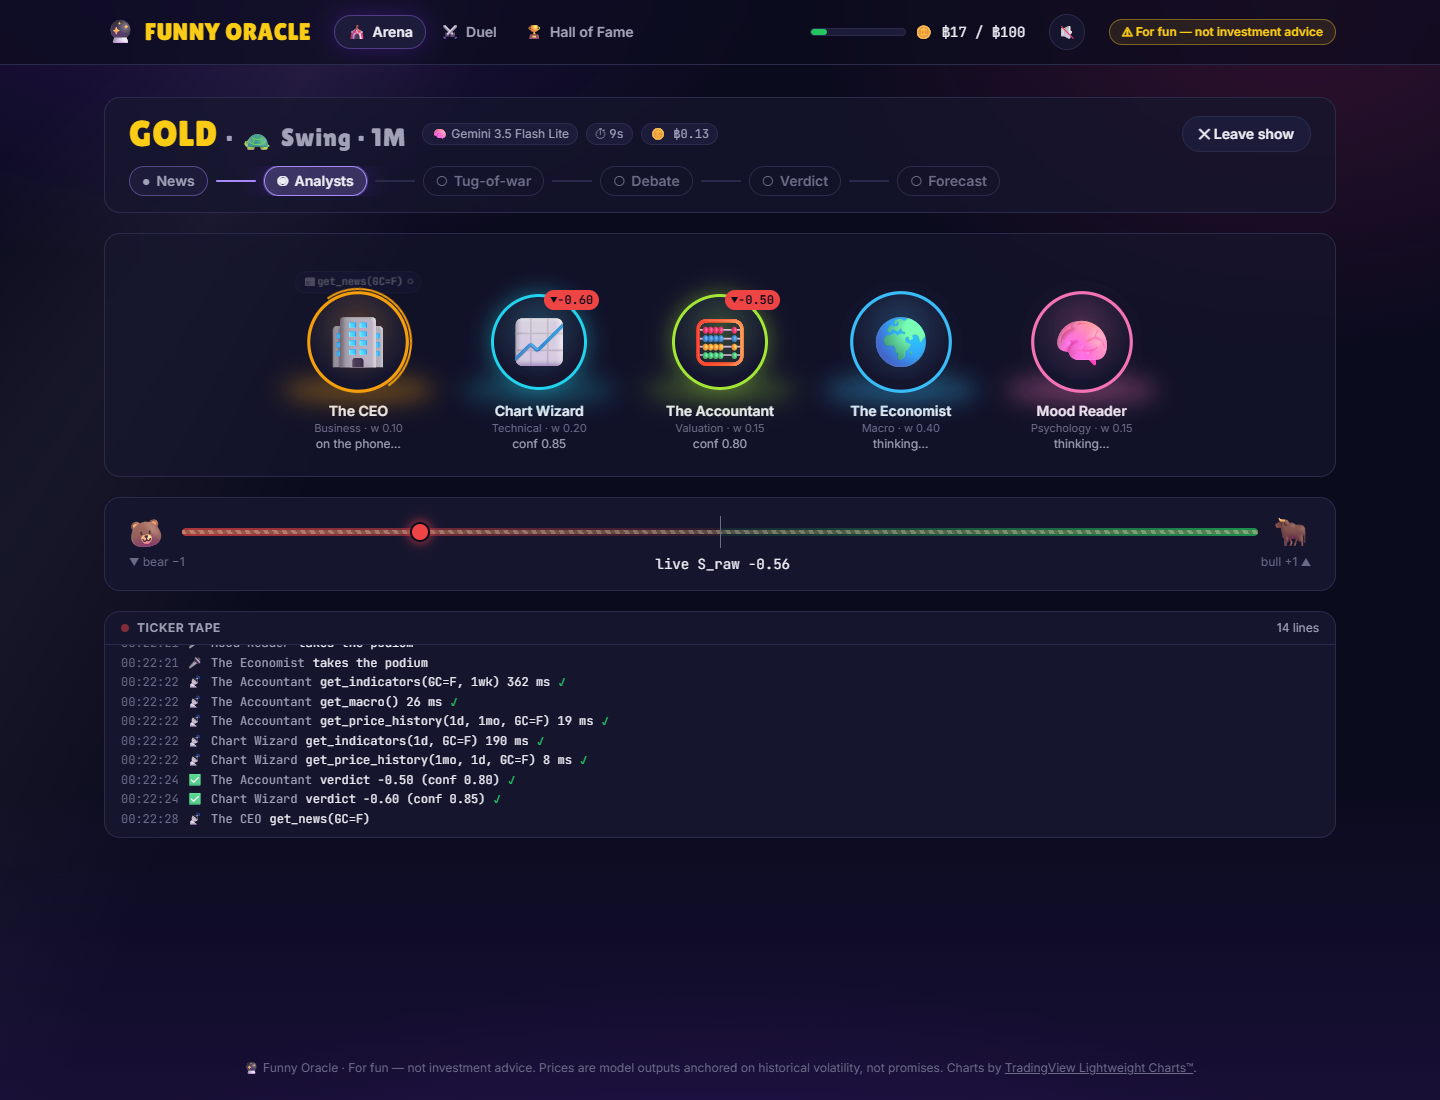 FUNNY ORACLE
Arena
Duel
Hall of Fame
฿17 / ฿100
⚠ For fun — not investment advice
GOLD · Swing · 1M
Gemini 3.5 Flash Lite
9s
฿0.13
✕ Leave show
● News
◉ Analysts
○ Tug-of-war
○ Debate
○ Verdict
○ Forecast
get_news(GC=F)
▼-0.60
▼-0.50
The CEO
Business · w 0.10
on the phone…
Chart Wizard
Technical · w 0.20
conf 0.85
The Accountant
Valuation · w 0.15
conf 0.80
The Economist
Macro · w 0.40
thinking…
Mood Reader
Psychology · w 0.15
thinking…
▼ bear −1
live S_raw -0.56
bull +1 ▲
TICKER TAPE
14 lines
00:22:21 Mood Reader takes the podium
00:22:21 The Economist takes the podium
00:22:22 The Accountant get_indicators(GC=F, 1wk) 362 ms ✓
00:22:22 The Accountant get_macro() 26 ms ✓
00:22:22 The Accountant get_price_history(1d, 1mo, GC=F) 19 ms ✓
00:22:22 Chart Wizard get_indicators(1d, GC=F) 190 ms ✓
00:22:22 Chart Wizard get_price_history(1mo, 1d, GC=F) 8 ms ✓
00:22:24 The Accountant verdict -0.50 (conf 0.80) ✓
00:22:24 Chart Wizard verdict -0.60 (conf 0.85) ✓
00:22:28 The CEO get_news(GC=F)
Funny Oracle · For fun — not investment advice. Prices are model outputs anchored on historical volatility, not promises. Charts by TradingView Lightweight Charts™.